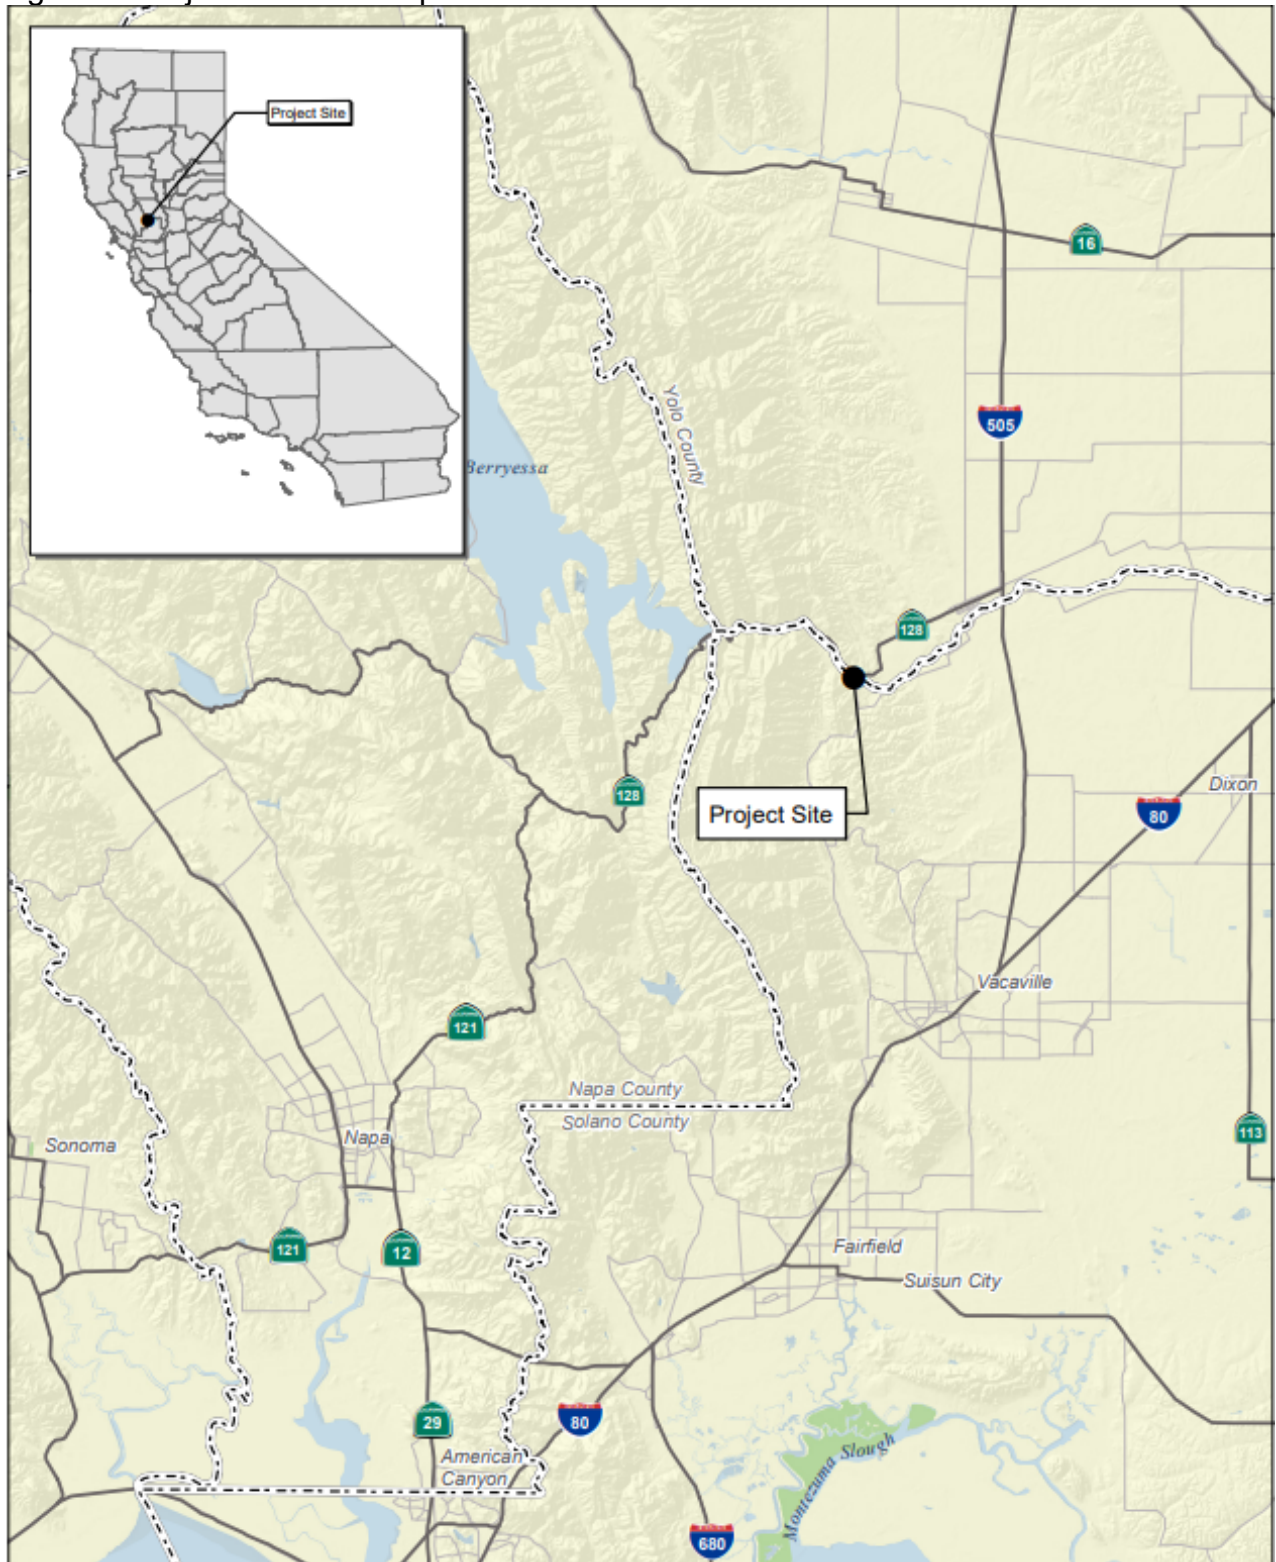 Project Site
16
505
Yolo County
Berryessa
128
128
Project Site
Dixon
80
Vacaville
121
Napa County
Solano County
113
Sonoma
Napa
121
12
Fairfield
Suisun City
29
80
American
Canyon
Montezuma Slough
680